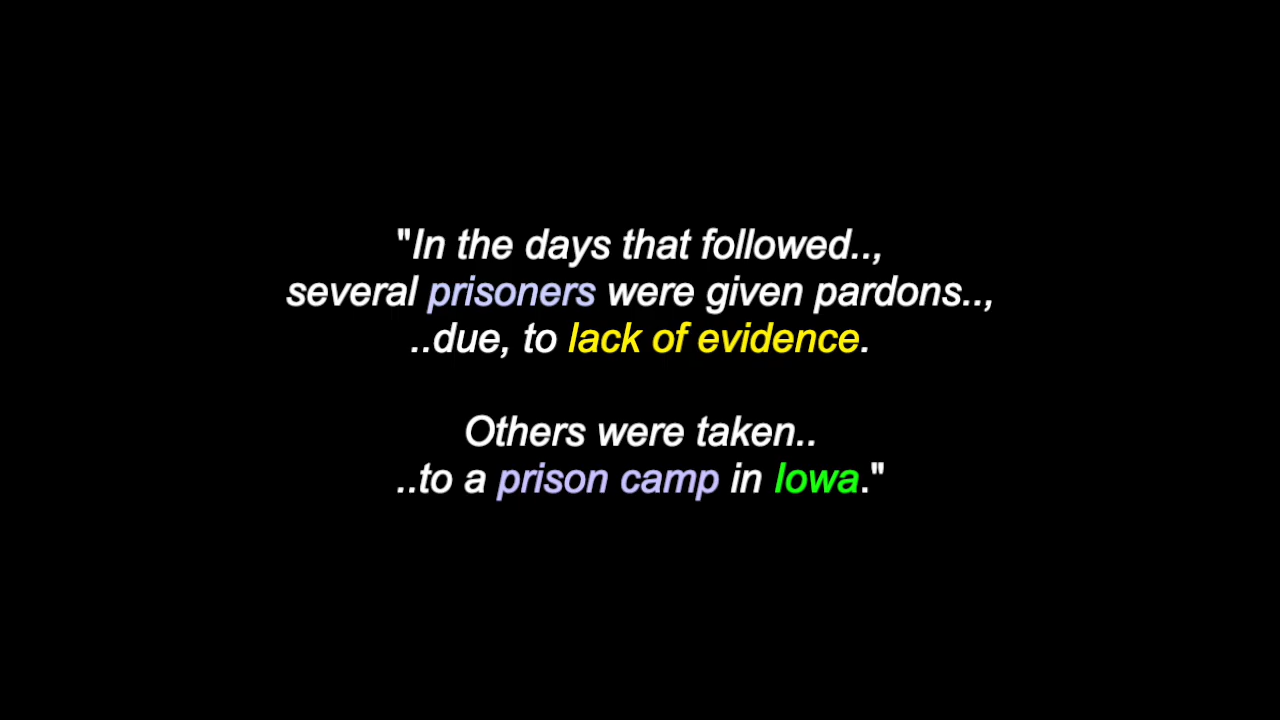 "In the days that followed..,
several prisoners were given pardons..,
..due, to lack of evidence.
Others were taken..
..to a prison camp in Iowa."